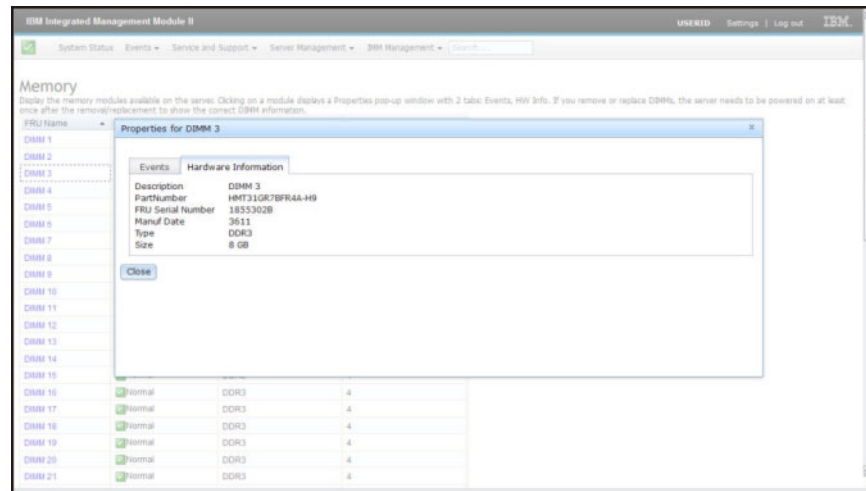 IBM Integrated Management Module II
USERID Settings | Log out IBM.
System Status Events Service and Support Server Management IMM Management Search...
Memory
Display the memory modules available on the server. Clicking on a module displays a Properties pop-up window with 2 tabs: Events, HW Info. If you remove or replace DIMMs, the server needs to be powered on at least
once after the removal/replacement to show the correct DIMM information.
FRU Name
Properties for DIMM 3
DIMM 1
DIMM 2
Events Hardware Information
DIMM 3
Description DIMM 3
DIMM 4
PartNumber HMT31GR7BFR4A-H9
DIMM 5
FRU Serial Number 1855302B
DIMM 6
Manuf Date 3611
Type DDR3
DIMM 7
Size 8 GB
DIMM 8
DIMM 9
Close
DIMM 10
DIMM 11
DIMM 12
DIMM 13
DIMM 14
DIMM 15
DIMM 16 Normal DDR3 4
DIMM 17 Normal DDR3 4
DIMM 18 Normal DDR3 4
DIMM 19 Normal DDR3 4
DIMM 20 Normal DDR3 4
DIMM 21 Normal DDR3 4